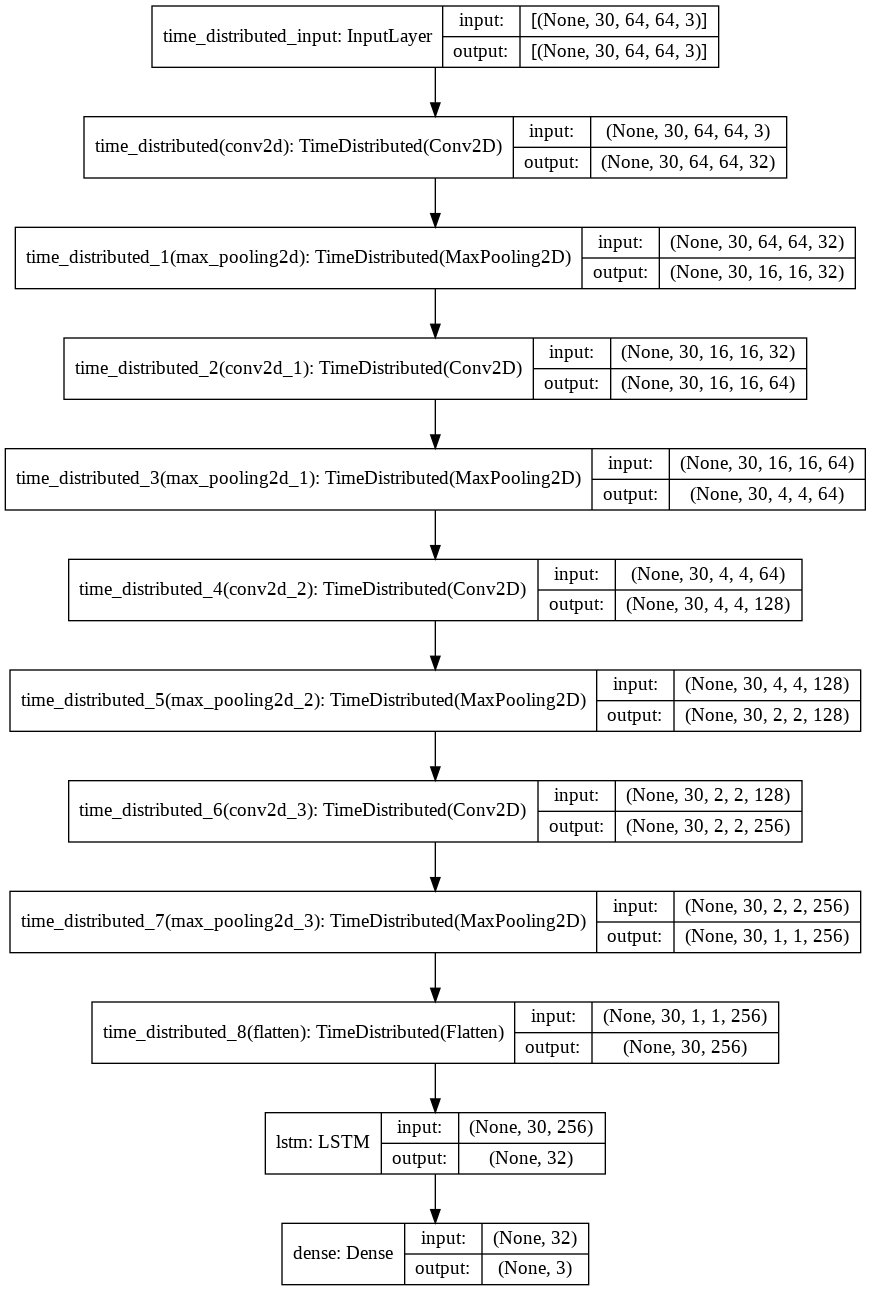 time_distributed_input: InputLayer
input: [(None, 30, 64, 64, 3)]
output: [(None, 30, 64, 64, 3)]
time_distributed(conv2d): TimeDistributed(Conv2D)
input: (None, 30, 64, 64, 3)
output: (None, 30, 64, 64, 32)
time_distributed_1(max_pooling2d): TimeDistributed(MaxPooling2D)
input: (None, 30, 64, 64, 32)
output: (None, 30, 16, 16, 32)
time_distributed_2(conv2d_1): TimeDistributed(Conv2D)
input: (None, 30, 16, 16, 32)
output: (None, 30, 16, 16, 64)
time_distributed_3(max_pooling2d_1): TimeDistributed(MaxPooling2D)
input: (None, 30, 16, 16, 64)
output: (None, 30, 4, 4, 64)
time_distributed_4(conv2d_2): TimeDistributed(Conv2D)
input: (None, 30, 4, 4, 64)
output: (None, 30, 4, 4, 128)
time_distributed_5(max_pooling2d_2): TimeDistributed(MaxPooling2D)
input: (None, 30, 4, 4, 128)
output: (None, 30, 2, 2, 128)
time_distributed_6(conv2d_3): TimeDistributed(Conv2D)
input: (None, 30, 2, 2, 128)
output: (None, 30, 2, 2, 256)
time_distributed_7(max_pooling2d_3): TimeDistributed(MaxPooling2D)
input: (None, 30, 2, 2, 256)
output: (None, 30, 1, 1, 256)
time_distributed_8(flatten): TimeDistributed(Flatten)
input: (None, 30, 1, 1, 256)
output: (None, 30, 256)
lstm: LSTM
input: (None, 30, 256)
output: (None, 32)
dense: Dense
input: (None, 32)
output: (None, 3)